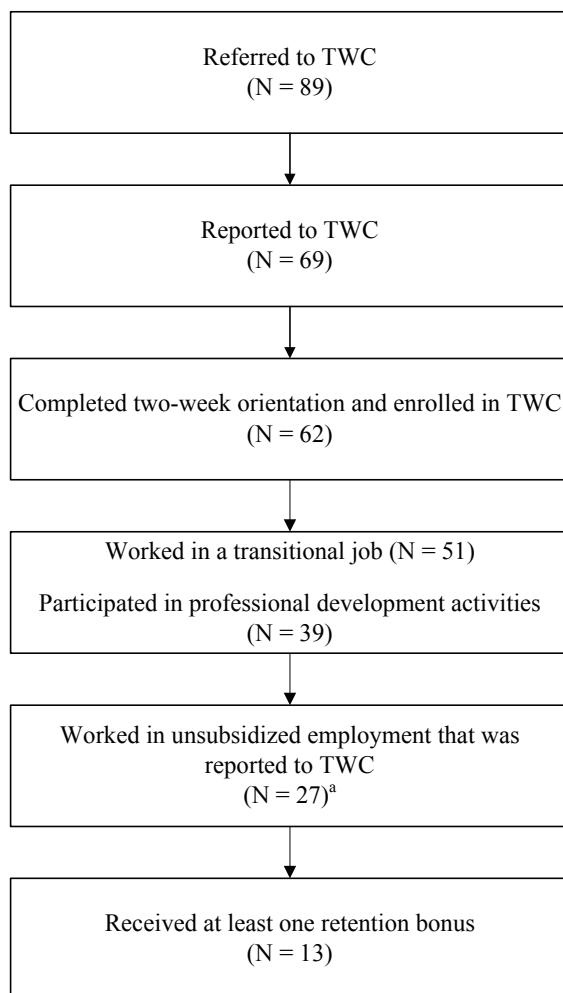 Referred to TWC
(N = 89)
Reported to TWC
(N = 69)
Completed two-week orientation and enrolled in TWC
(N = 62)
Worked in a transitional job (N = 51)
Participated in professional development activities
(N = 39)
Worked in unsubsidized employment that was
reported to TWC
(N = 27)ᵃ
Received at least one retention bonus
(N = 13)